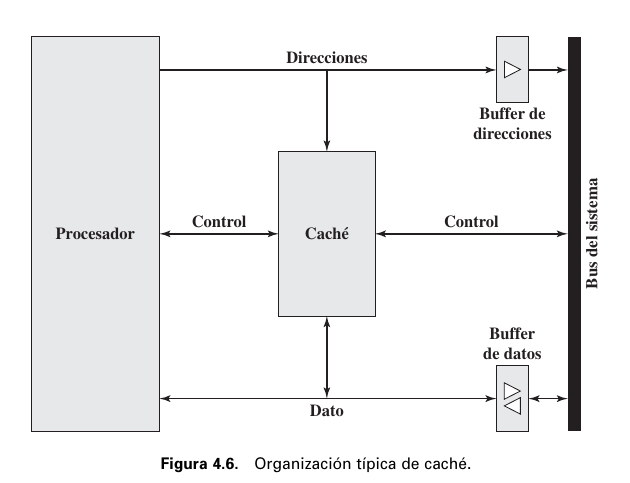 Direcciones
Buffer de
direcciones
Procesador
Control
Caché
Control
Bus del sistema
Buffer
de datos
Dato
Figura 4.6. Organización típica de caché.